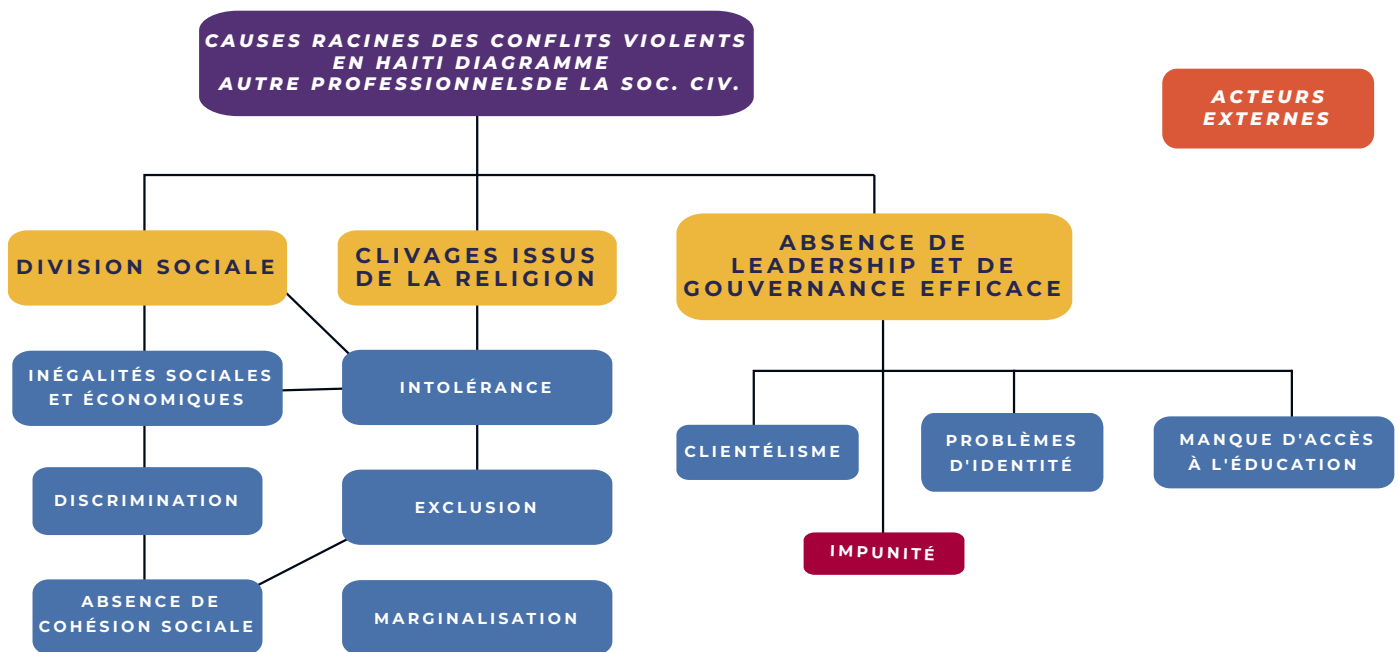 CAUSES RACINES DES CONFLITS VIOLENTS
EN HAITI DIAGRAMME
AUTRE PROFESSIONNELSDE LA SOC. CIV.
ACTEURS
EXTERNES
DIVISION SOCIALE
CLIVAGES ISSUS
DE LA RELIGION
ABSENCE DE
LEADERSHIP ET DE
GOUVERNANCE EFFICACE
INÉGALITÉS SOCIALES
ET ÉCONOMIQUES
INTOLÉRANCE
CLIENTÉLISME
PROBLÈMES
D'IDENTITÉ
MANQUE D'ACCÈS
À L'ÉDUCATION
DISCRIMINATION
EXCLUSION
IMPUNITÉ
ABSENCE DE
COHÉSION SOCIALE
MARGINALISATION